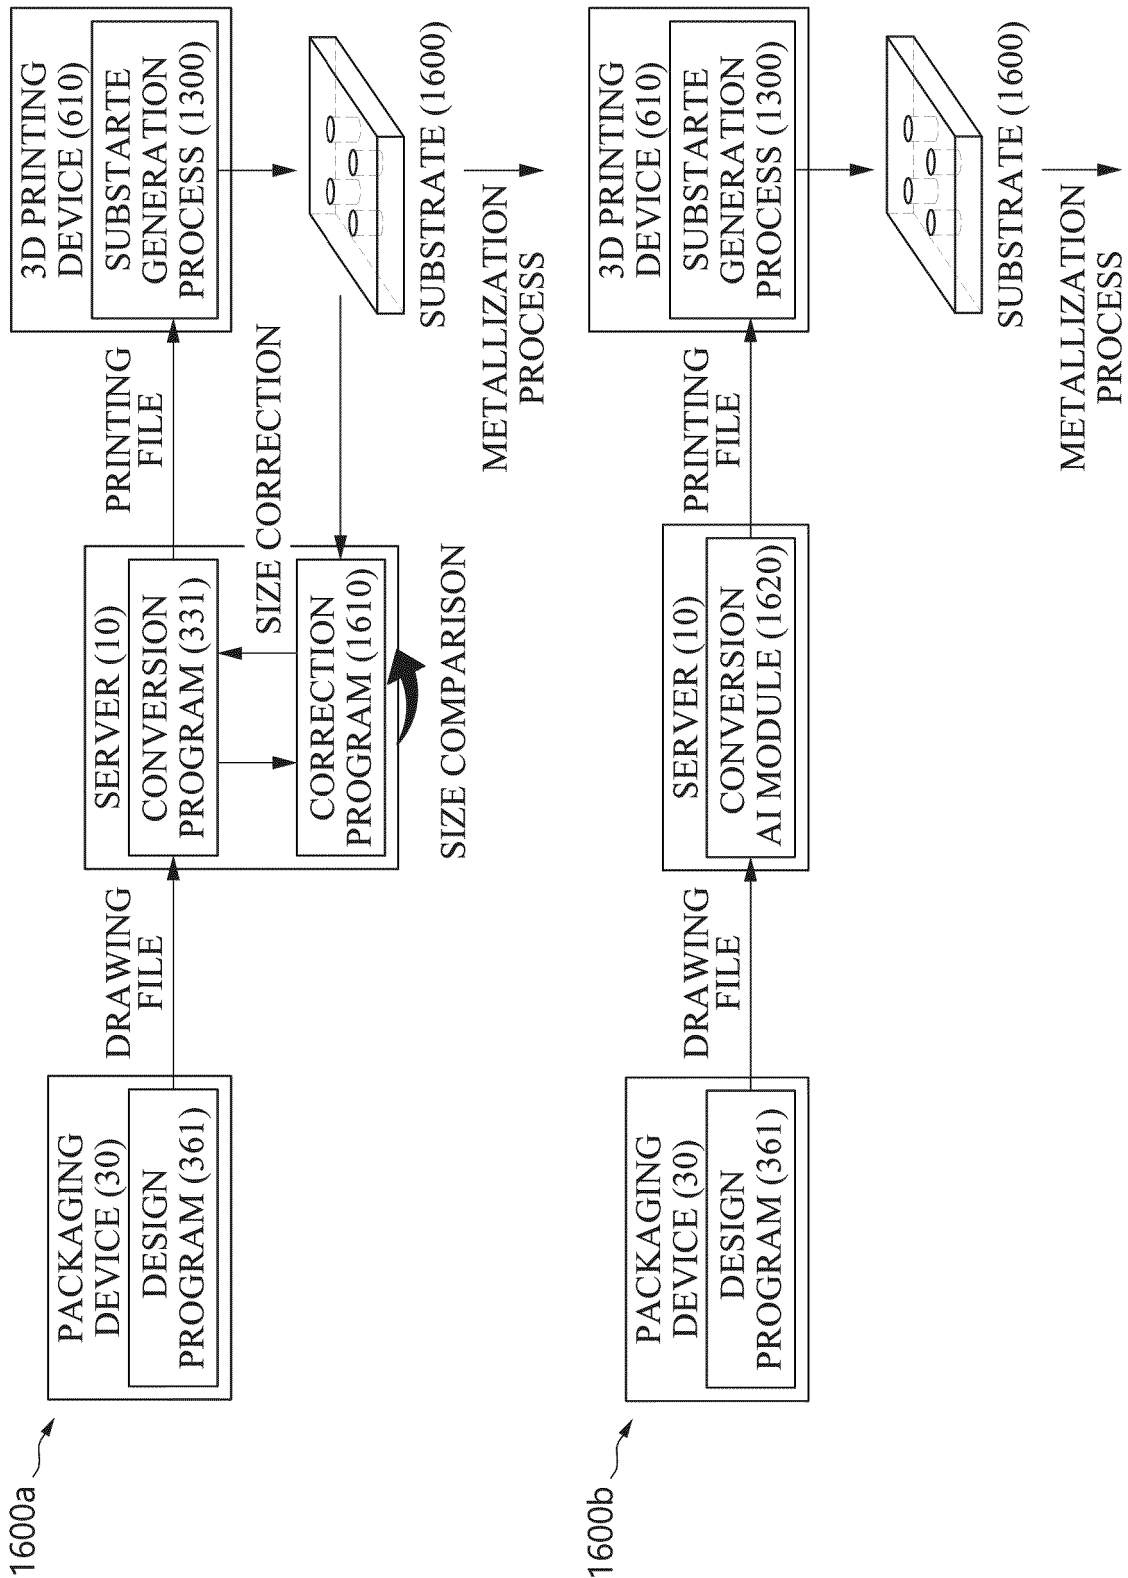 1600a
PACKAGING
DEVICE (30)
DESIGN
PROGRAM (361)
DRAWING
FILE
SERVER (10)
CONVERSION
PROGRAM (331)
CORRECTION
PROGRAM (1610)
SIZE COMPARISON
SIZE CORRECTION
PRINTING
FILE
3D PRINTING
DEVICE (610)
SUBSTARTE
GENERATION
PROCESS (1300)
SUBSTRATE (1600)
METALLIZATION
PROCESS
1600b
PACKAGING
DEVICE (30)
DESIGN
PROGRAM (361)
DRAWING
FILE
SERVER (10)
CONVERSION
AI MODULE (1620)
PRINTING
FILE
3D PRINTING
DEVICE (610)
SUBSTARTE
GENERATION
PROCESS (1300)
SUBSTRATE (1600)
METALLIZATION
PROCESS